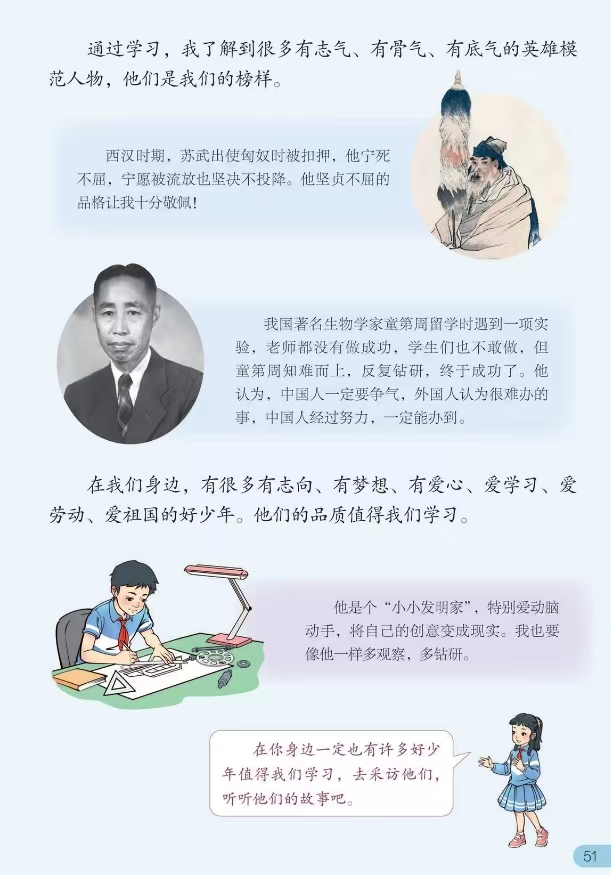 通过学习，我了解到很多有志气、有骨气、有底气的英雄模
范人物，他们是我们的榜样。
西汉时期，苏武出使匈奴时被扣押，他宁死
不屈，宁愿被流放也坚决不投降。他坚贞不屈的
品格让我十分敬佩！
我国著名生物学家童第周留学时遇到一项实
验，老师都没有做成功，学生们也不敢做，但
童第周知难而上，反复钻研，终于成功了。他
认为，中国人一定要争气，外国人认为很难办的
事，中国人经过努力，一定能办到。
在我们身边，有很多有志向、有梦想、有爱心、爱学习、爱
劳动、爱祖国的好少年。他们的品质值得我们学习。
他是个“小小发明家”，特别爱动脑
动手，将自己的创意变成现实。我也要
像他一样多观察，多钻研。
在你身边一定也有许多好少
年值得我们学习，去采访他们，
听听他们的故事吧。
51